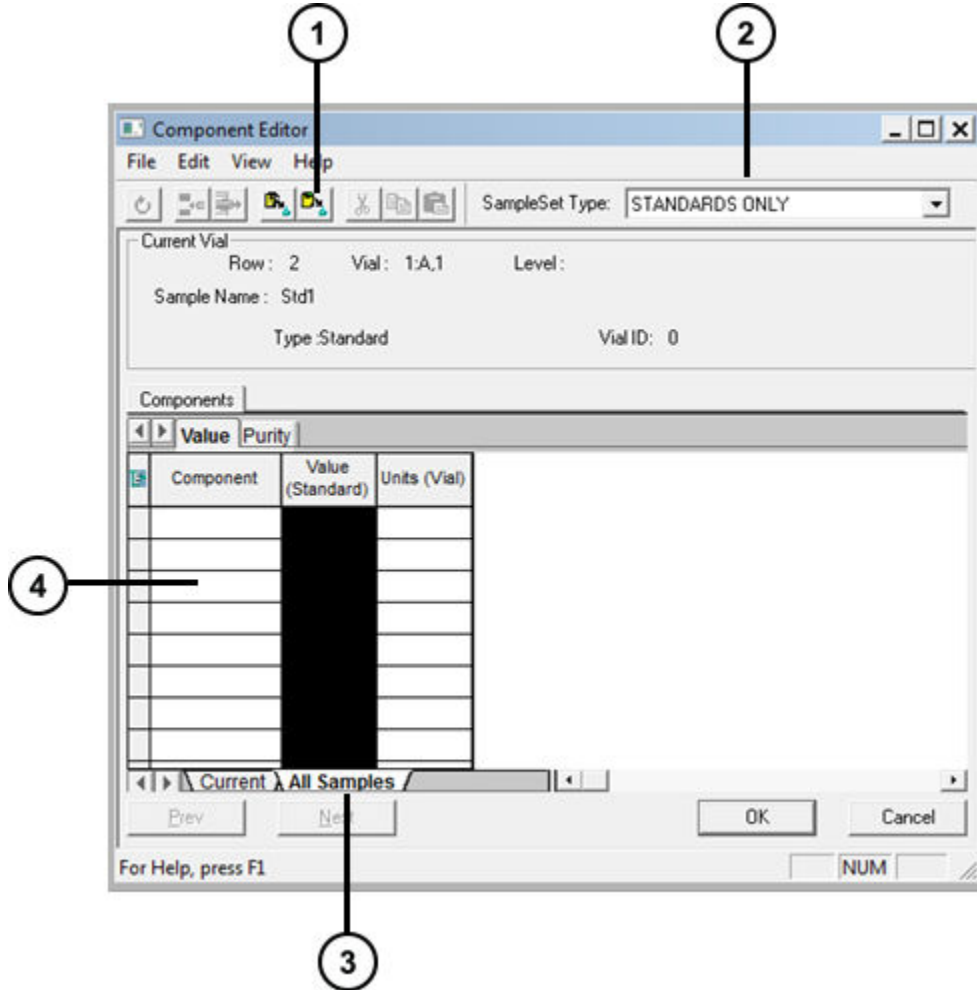 1
2
Component Editor
File Edit View Help
SampleSet Type: STANDARDS ONLY
Current Vial
Row: 2 Vial: 1:A,1 Level:
Sample Name: Std1
Type :Standard Vial ID: 0
Components
Value Purity
Component Value (Standard) Units (Vial)
4
Current All Samples
Prev Next OK Cancel
For Help, press F1 NUM
3